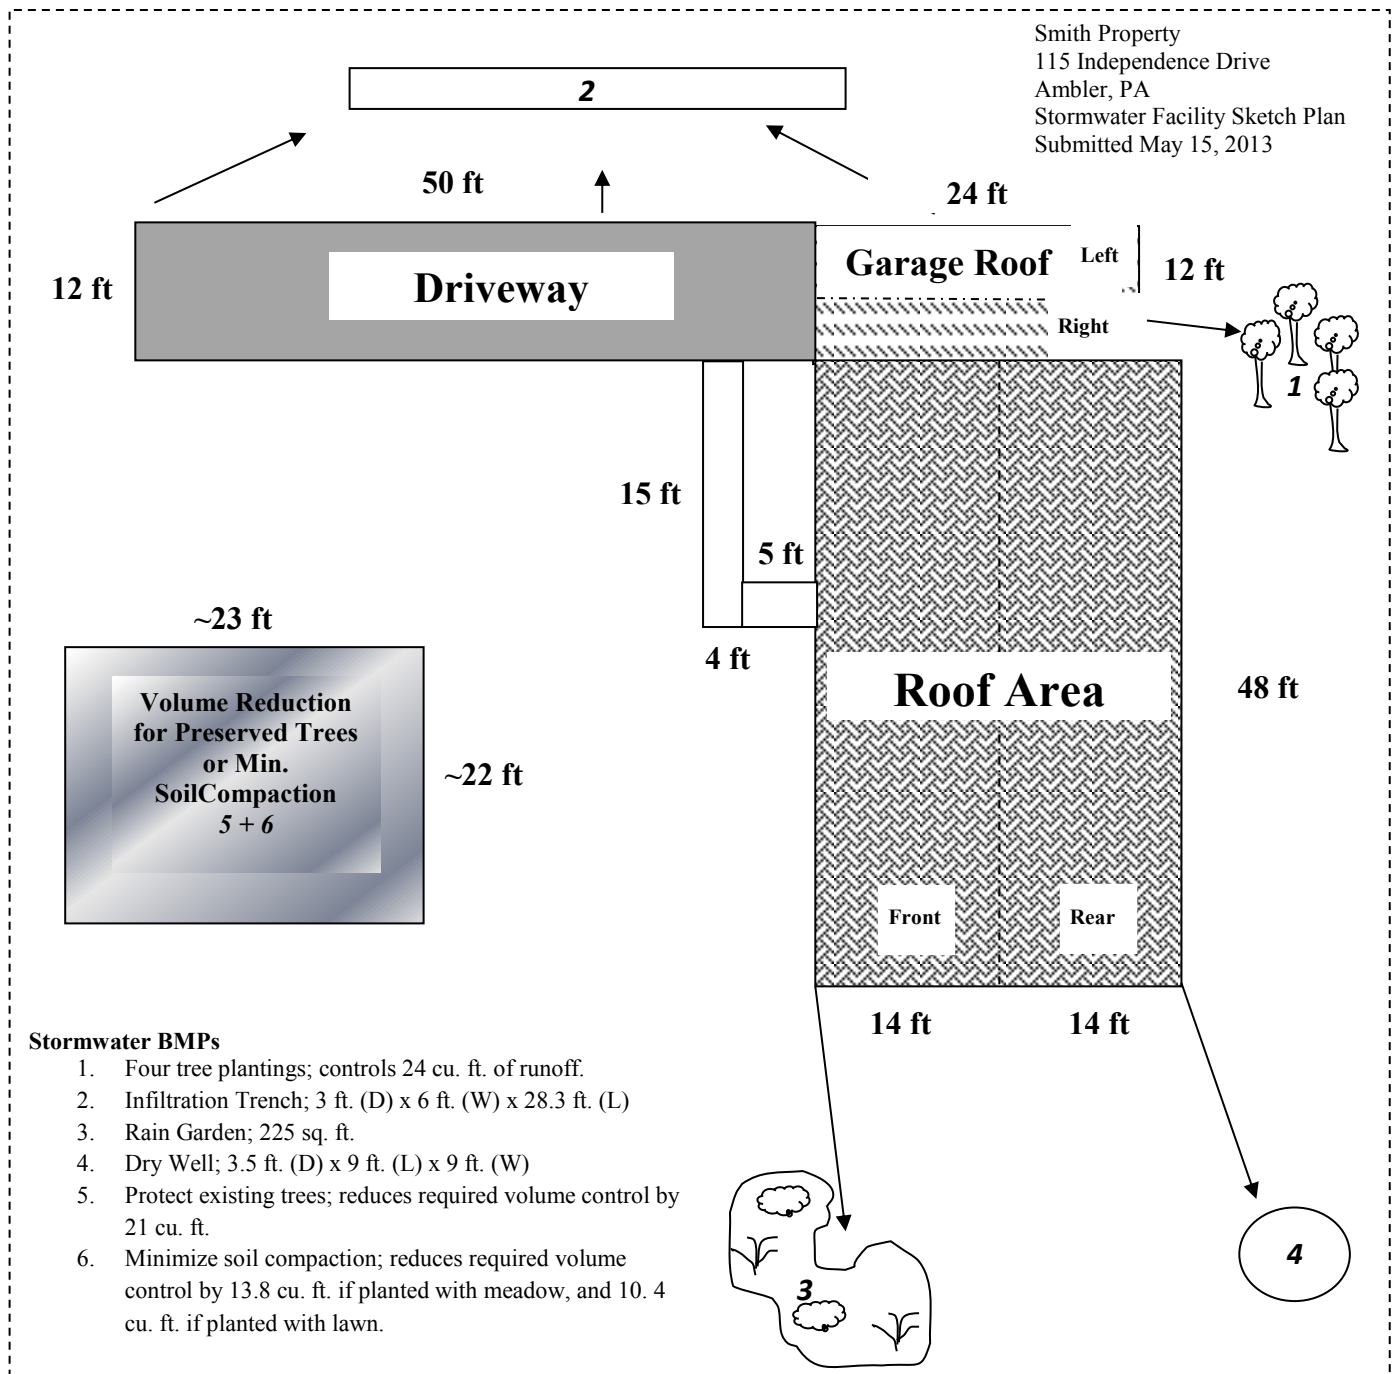 Smith Property
115 Independence Drive
Ambler, PA
Stormwater Facility Sketch Plan
Submitted May 15, 2013
2
50 ft
24 ft
12 ft
Driveway
Garage Roof
Left
12 ft
Right
1
15 ft
5 ft
4 ft
~23 ft
Volume Reduction
for Preserved Trees
or Min.
SoilCompaction
5 + 6
~22 ft
Roof Area
48 ft
Front
Rear
14 ft
14 ft
Stormwater BMPs
1. Four tree plantings; controls 24 cu. ft. of runoff.
2. Infiltration Trench; 3 ft. (D) x 6 ft. (W) x 28.3 ft. (L)
3. Rain Garden; 225 sq. ft.
4. Dry Well; 3.5 ft. (D) x 9 ft. (L) x 9 ft. (W)
5. Protect existing trees; reduces required volume control by
21 cu. ft.
6. Minimize soil compaction; reduces required volume
control by 13.8 cu. ft. if planted with meadow, and 10. 4
cu. ft. if planted with lawn.
3
4